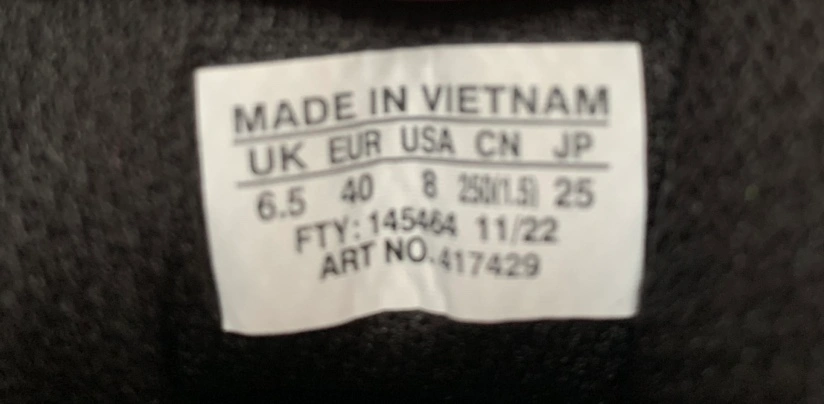 MADE IN VIETNAM
UK EUR USA CN JP
6.5 40 8 250(1.5) 25
FTY: 145464 11/22
ART NO. 417429